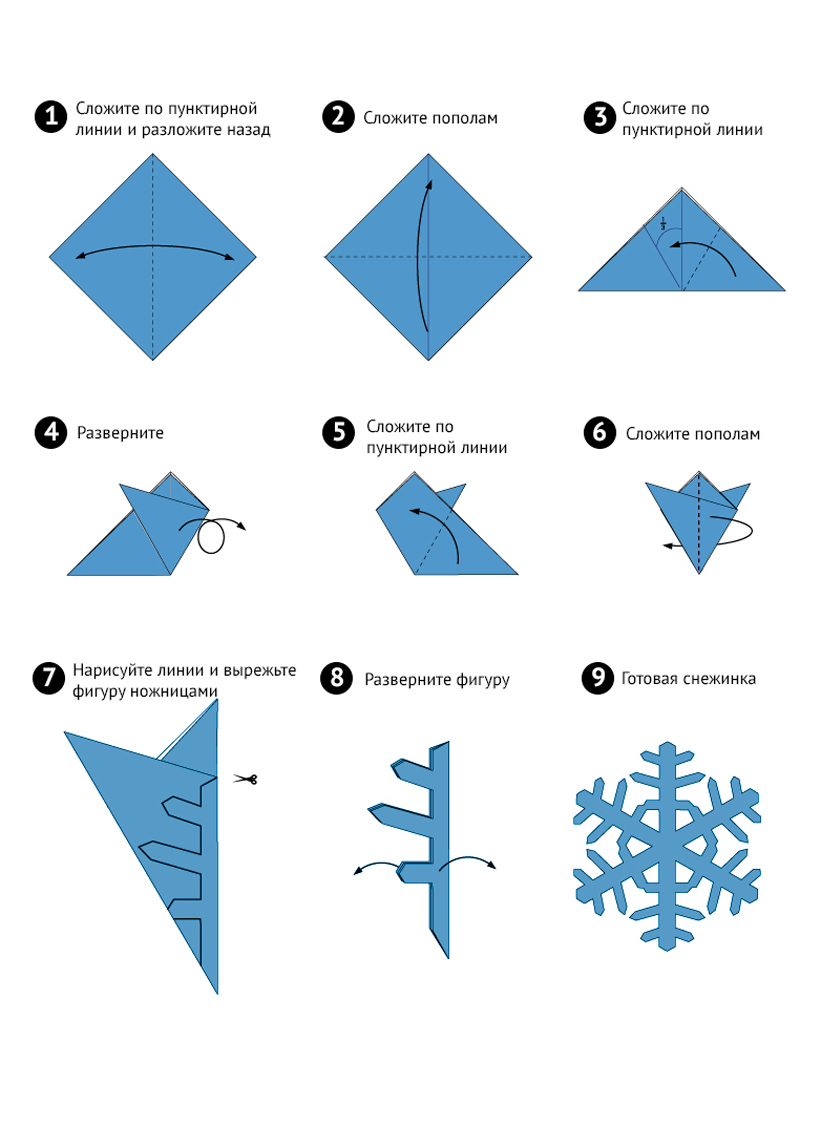 1 Сложите по пунктирной
линии и разложите назад
2 Сложите пополам
3 Сложите по
пунктирной линии
1/3
4 Разверните
5 Сложите по
пунктирной линии
6 Сложите пополам
7 Нарисуйте линии и вырежьте
фигуру ножницами
8 Разверните фигуру
9 Готовая снежинка